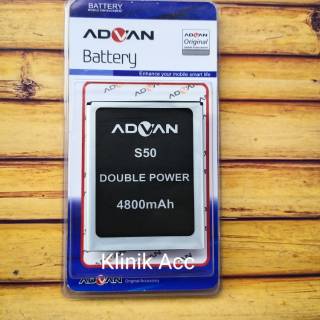 BATTERY
ADVAN
Battery
ADVAN
Original
Enhance your mobile smart life
ADVAN
S50
DOUBLE POWER
4800mAh
Klinik Acc
ADVAN
Original Accessories